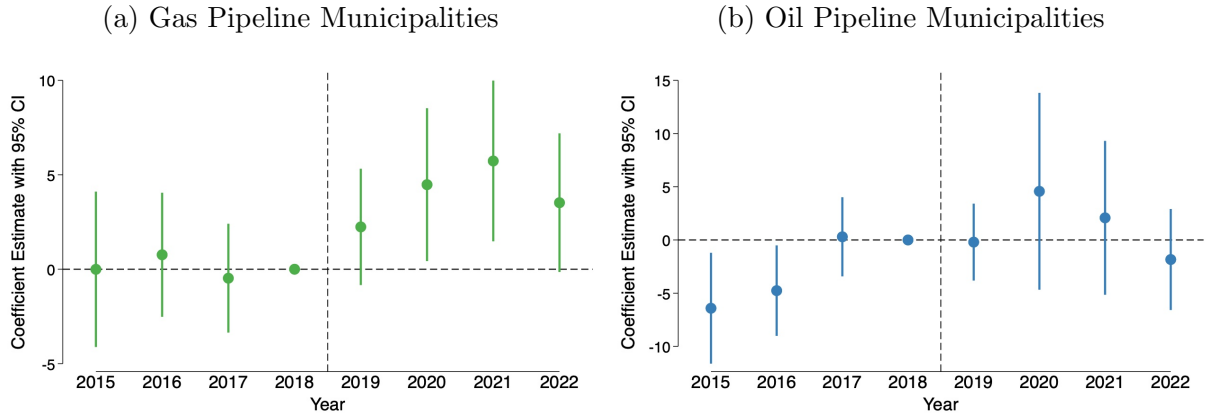 (a) Gas Pipeline Municipalities
Coefficient Estimate with 95% CI
10
5
0
-5
2015 2016 2017 2018 2019 2020 2021 2022
Year
(b) Oil Pipeline Municipalities
Coefficient Estimate with 95% CI
15
10
5
0
-5
-10
2015 2016 2017 2018 2019 2020 2021 2022
Year